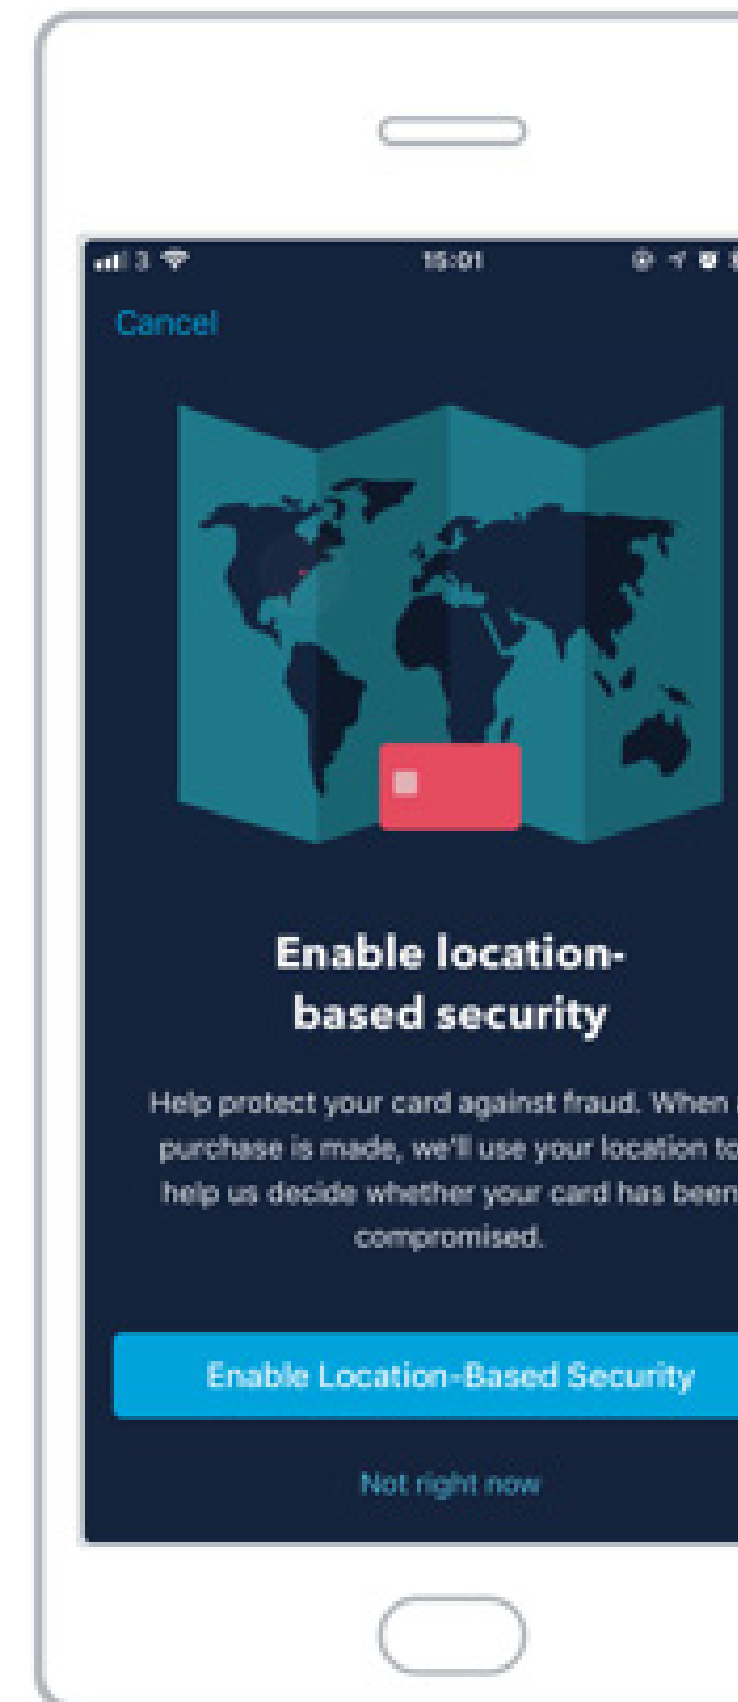 3
15:01
Cancel
Enable location-
based security
Help protect your card against fraud. When
purchase is made, we'll use your location to
help us decide whether your card has been
compromised.
Enable Location-Based Security
Not right now